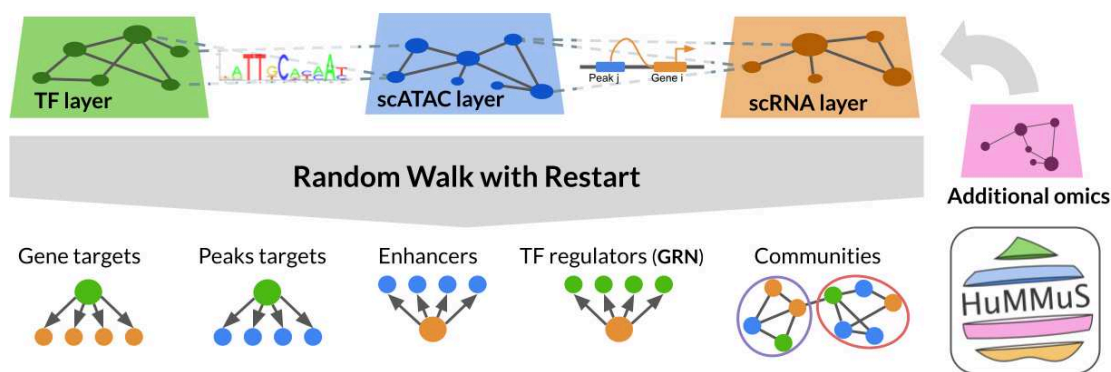 TF layer
ATTGCAcaAT
scATAC layer
Peak j
Gene i
scRNA layer
Random Walk with Restart
Additional omics
Gene targets
Peaks targets
Enhancers
TF regulators (GRN)
Communities
HuMMuS